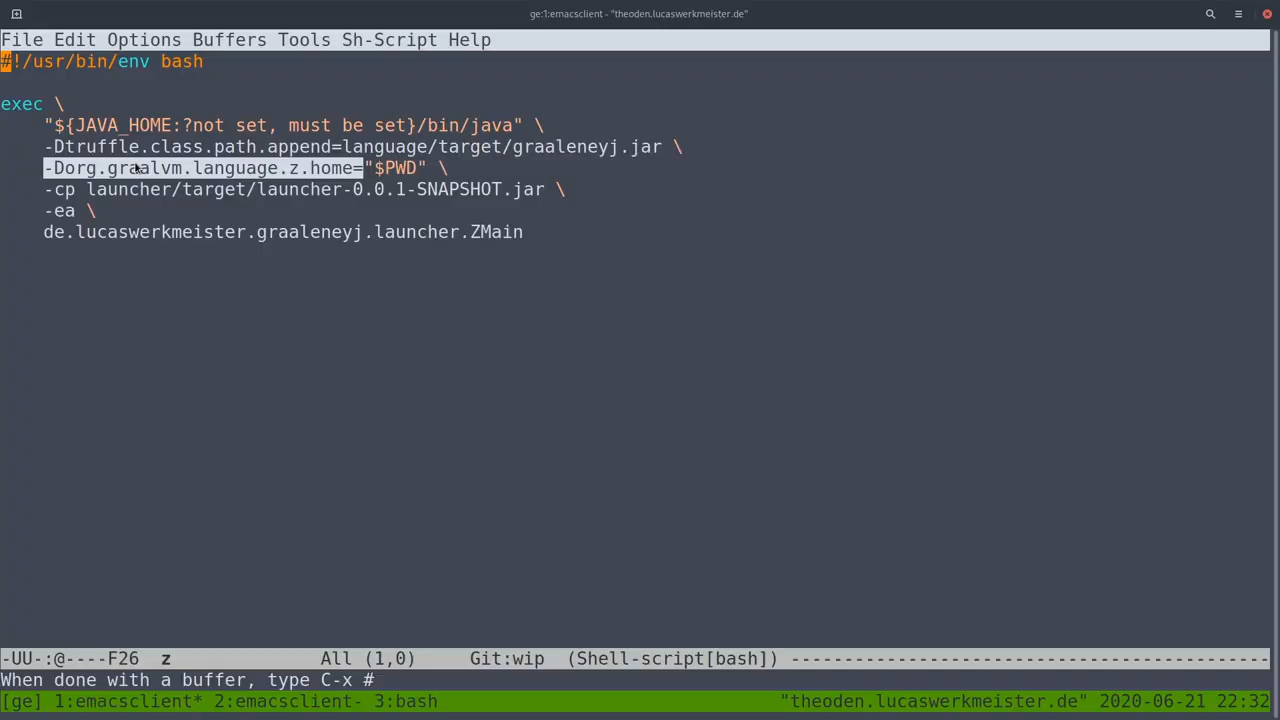 ge:1:emacsclient - "theoden.lucaswerkmeister.de"
File Edit Options Buffers Tools Sh-Script Help
#!/usr/bin/env bash
exec \
"${JAVA_HOME:?not set, must be set}/bin/java" \
-Dtruffle.class.path.append=language/target/graaleneyj.jar \
-Dorg.graalvm.language.z.home="$PWD" \
-cp launcher/target/launcher-0.0.1-SNAPSHOT.jar \
-ea \
de.lucaswerkmeister.graaleneyj.launcher.ZMain
-UU-:@----F26  z              All (1,0)     Git:wip  (Shell-script[bash]) ---------------------------------------------
When done with a buffer, type C-x #
[ge] 1:emacsclient* 2:emacsclient- 3:bash "theoden.lucaswerkmeister.de" 2020-06-21 22:32